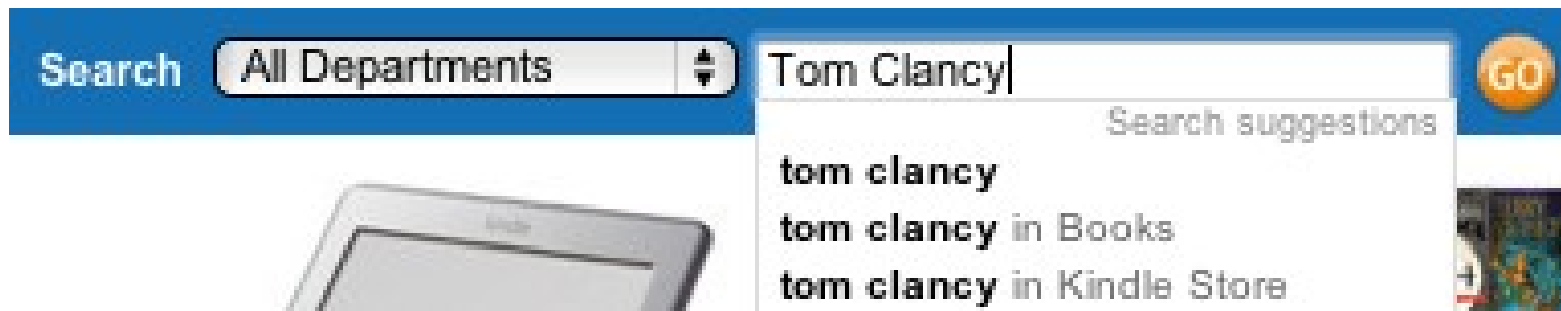 Search All Departments Tom Clancy GO
Search suggestions
tom clancy
tom clancy in Books
tom clancy in Kindle Store
kindle